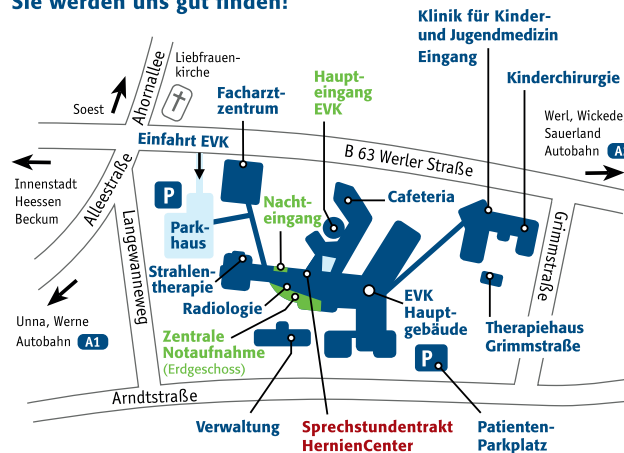 Sie werden uns gut finden!
Klinik für Kinder-
und Jugendmedizin
Eingang
Kinderchirurgie
Ahornallee
Liebfrauen-
kirche
Soest
Facharzt-
zentrum
Haupt-
eingang
EVK
Werl, Wickede
Sauerland
Autobahn
Einfahrt EVK
B 63 Werler Straße
Innenstadt
Heessen
Beckum
Alleestraße
P
Park-
haus
Nacht-
eingang
Cafeteria
Langewanneweg
Grimmstraße
Strahlen-
therapie
Radiologie
EVK
Haupt-
gebäude
Therapiehaus
Grimmstraße
Unna, Werne
Autobahn A1
Zentrale
Notaufnahme
(Erdgeschoss)
P
Arndtstraße
Verwaltung
Sprechstundentrakt
HernienCenter
Patienten-
Parkplatz